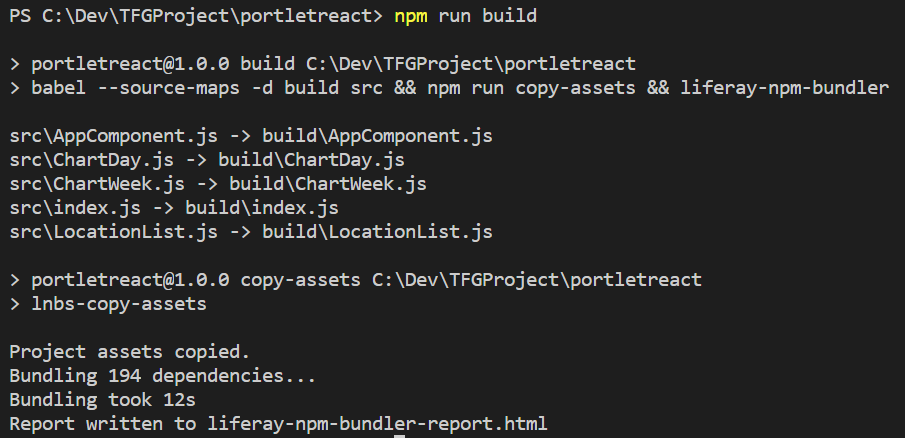 PS C:\Dev\TFGProject\portletreact> npm run build
> portletreact@1.0.0 build C:\Dev\TFGProject\portletreact
> babel --source-maps -d build src && npm run copy-assets && liferay-npm-bundler
src\AppComponent.js -> build\AppComponent.js
src\ChartDay.js -> build\ChartDay.js
src\ChartWeek.js -> build\ChartWeek.js
src\index.js -> build\index.js
src\LocationList.js -> build\LocationList.js
> portletreact@1.0.0 copy-assets C:\Dev\TFGProject\portletreact
> lnbs-copy-assets
Project assets copied.
Bundling 194 dependencies...
Bundling took 12s
Report written to liferay-npm-bundler-report.html